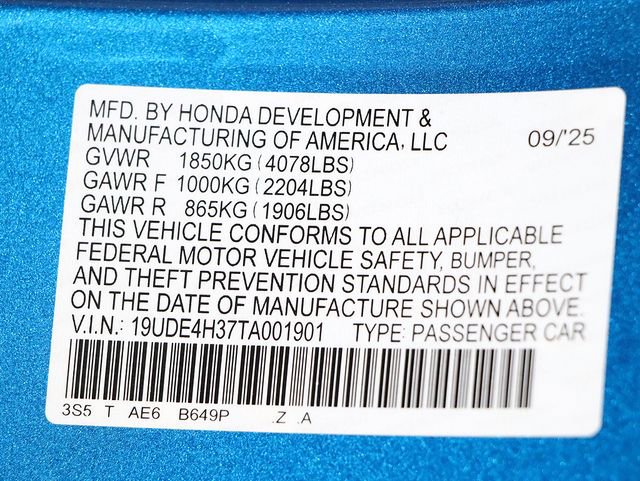 MFD. BY HONDA DEVELOPMENT &
MANUFACTURING OF AMERICA, LLC 09/'25
GVWR 1850KG (4078LBS)
GAWR F 1000KG (2204LBS)
GAWR R 865KG (1906LBS)
THIS VEHICLE CONFORMS TO ALL APPLICABLE
FEDERAL MOTOR VEHICLE SAFETY, BUMPER,
AND THEFT PREVENTION STANDARDS IN EFFECT
ON THE DATE OF MANUFACTURE SHOWN ABOVE.
V.I.N.: 19UDE4H37TA001901 TYPE: PASSENGER CAR
3S5 T AE6 B649P .Z .A